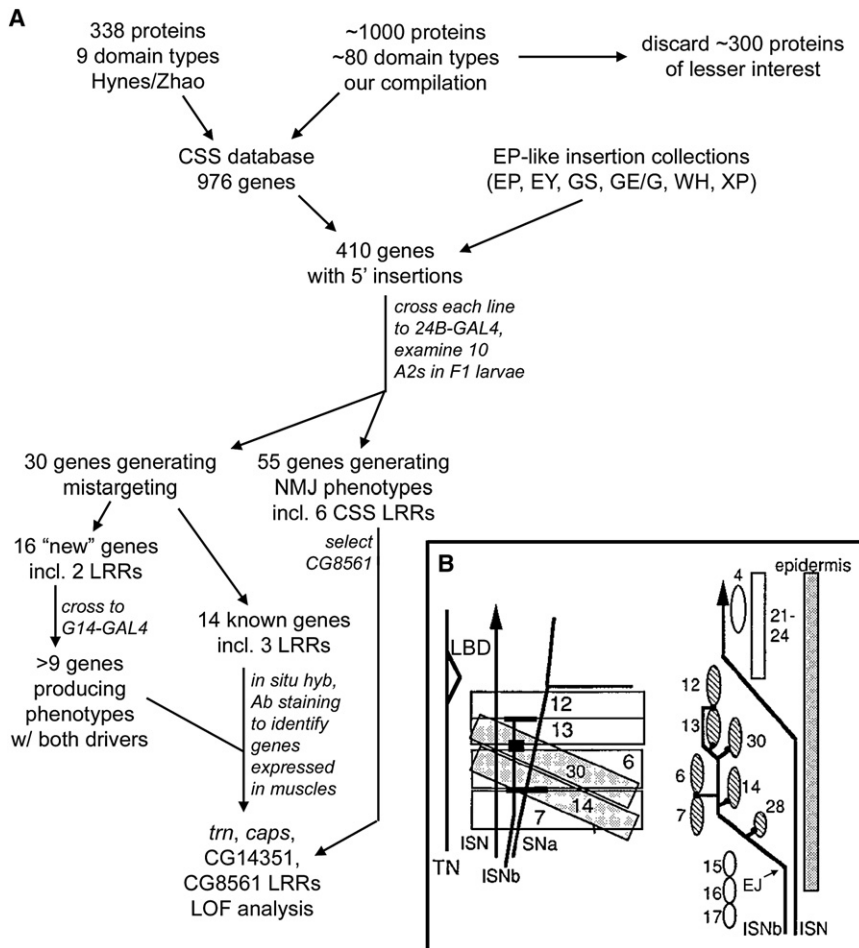 A
338 proteins
9 domain types
Hynes/Zhao
~1000 proteins
~80 domain types
our compilation
discard ~300 proteins
of lesser interest
CSS database
976 genes
EP-like insertion collections
(EP, EY, GS, GE/G, WH, XP)
410 genes
with 5’ insertions
cross each line
to 24B-GAL4,
examine 10
A2s in F1 larvae
30 genes generating
mistargeting
55 genes generating
NMJ phenotypes
incl. 6 CSS LRRs
16 “new” genes
incl. 2 LRRs
select
CG8561
cross to
G14-GAL4
14 known genes
incl. 3 LRRs
>9 genes
producing
phenotypes
w/ both drivers
in situ hyb,
Ab staining
to identify
genes
expressed
in muscles
trn, caps,
CG14351,
CG8561 LRRs
LOF analysis
B
LBD
12
13
6
30
14
7
ISN
SNa
TN
ISNb
epidermis
4
21-
24
12
13
30
6
14
7
28
15
16
17
EJ
ISNb
ISN